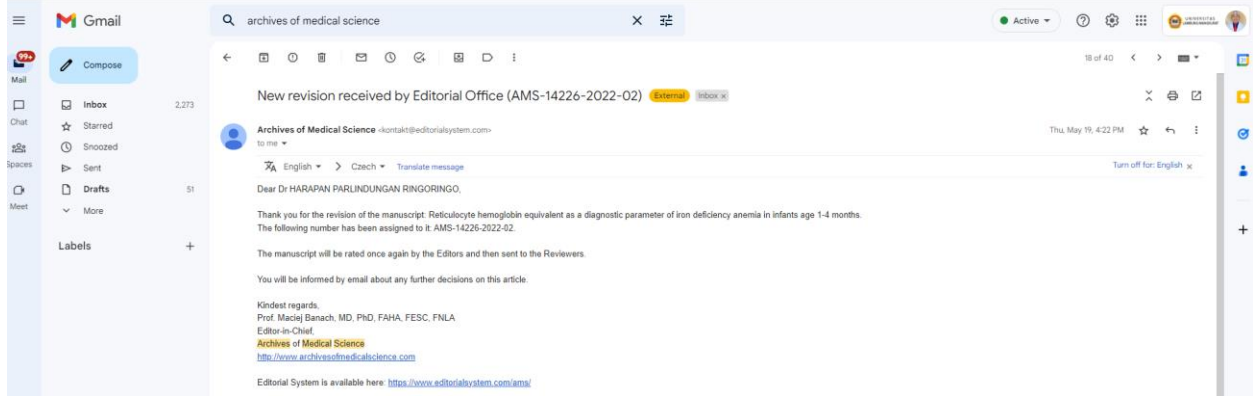 Gmail
archives of medical science
Active
99+
Mail
Compose
18 of 40
Chat
Inbox 2,273
Starred
Spaces
Snoozed
Sent
Meet
Drafts 51
More
Labels
New revision received by Editorial Office (AMS-14226-2022-02) External Inbox x
Archives of Medical Science <kontakt@editorialsystem.com>
Thu, May 19, 4:22 PM
to me
English > Czech Translate message
Turn off for: English x
Dear Dr HARAPAN PARLINDUNGAN RINGORINGO,
Thank you for the revision of the manuscript: Reticulocyte hemoglobin equivalent as a diagnostic parameter of iron deficiency anemia in infants age 1-4 months.
The following number has been assigned to it: AMS-14226-2022-02.
The manuscript will be rated once again by the Editors and then sent to the Reviewers.
You will be informed by email about any further decisions on this article.
Kindest regards,
Prof. Maciej Banach, MD, PhD, FAHA, FESC, FNLA
Editor-in-Chief,
Archives of Medical Science
http://www.archivesofmedicalscience.com
Editorial System is available here: https://www.editorialsystem.com/ams/